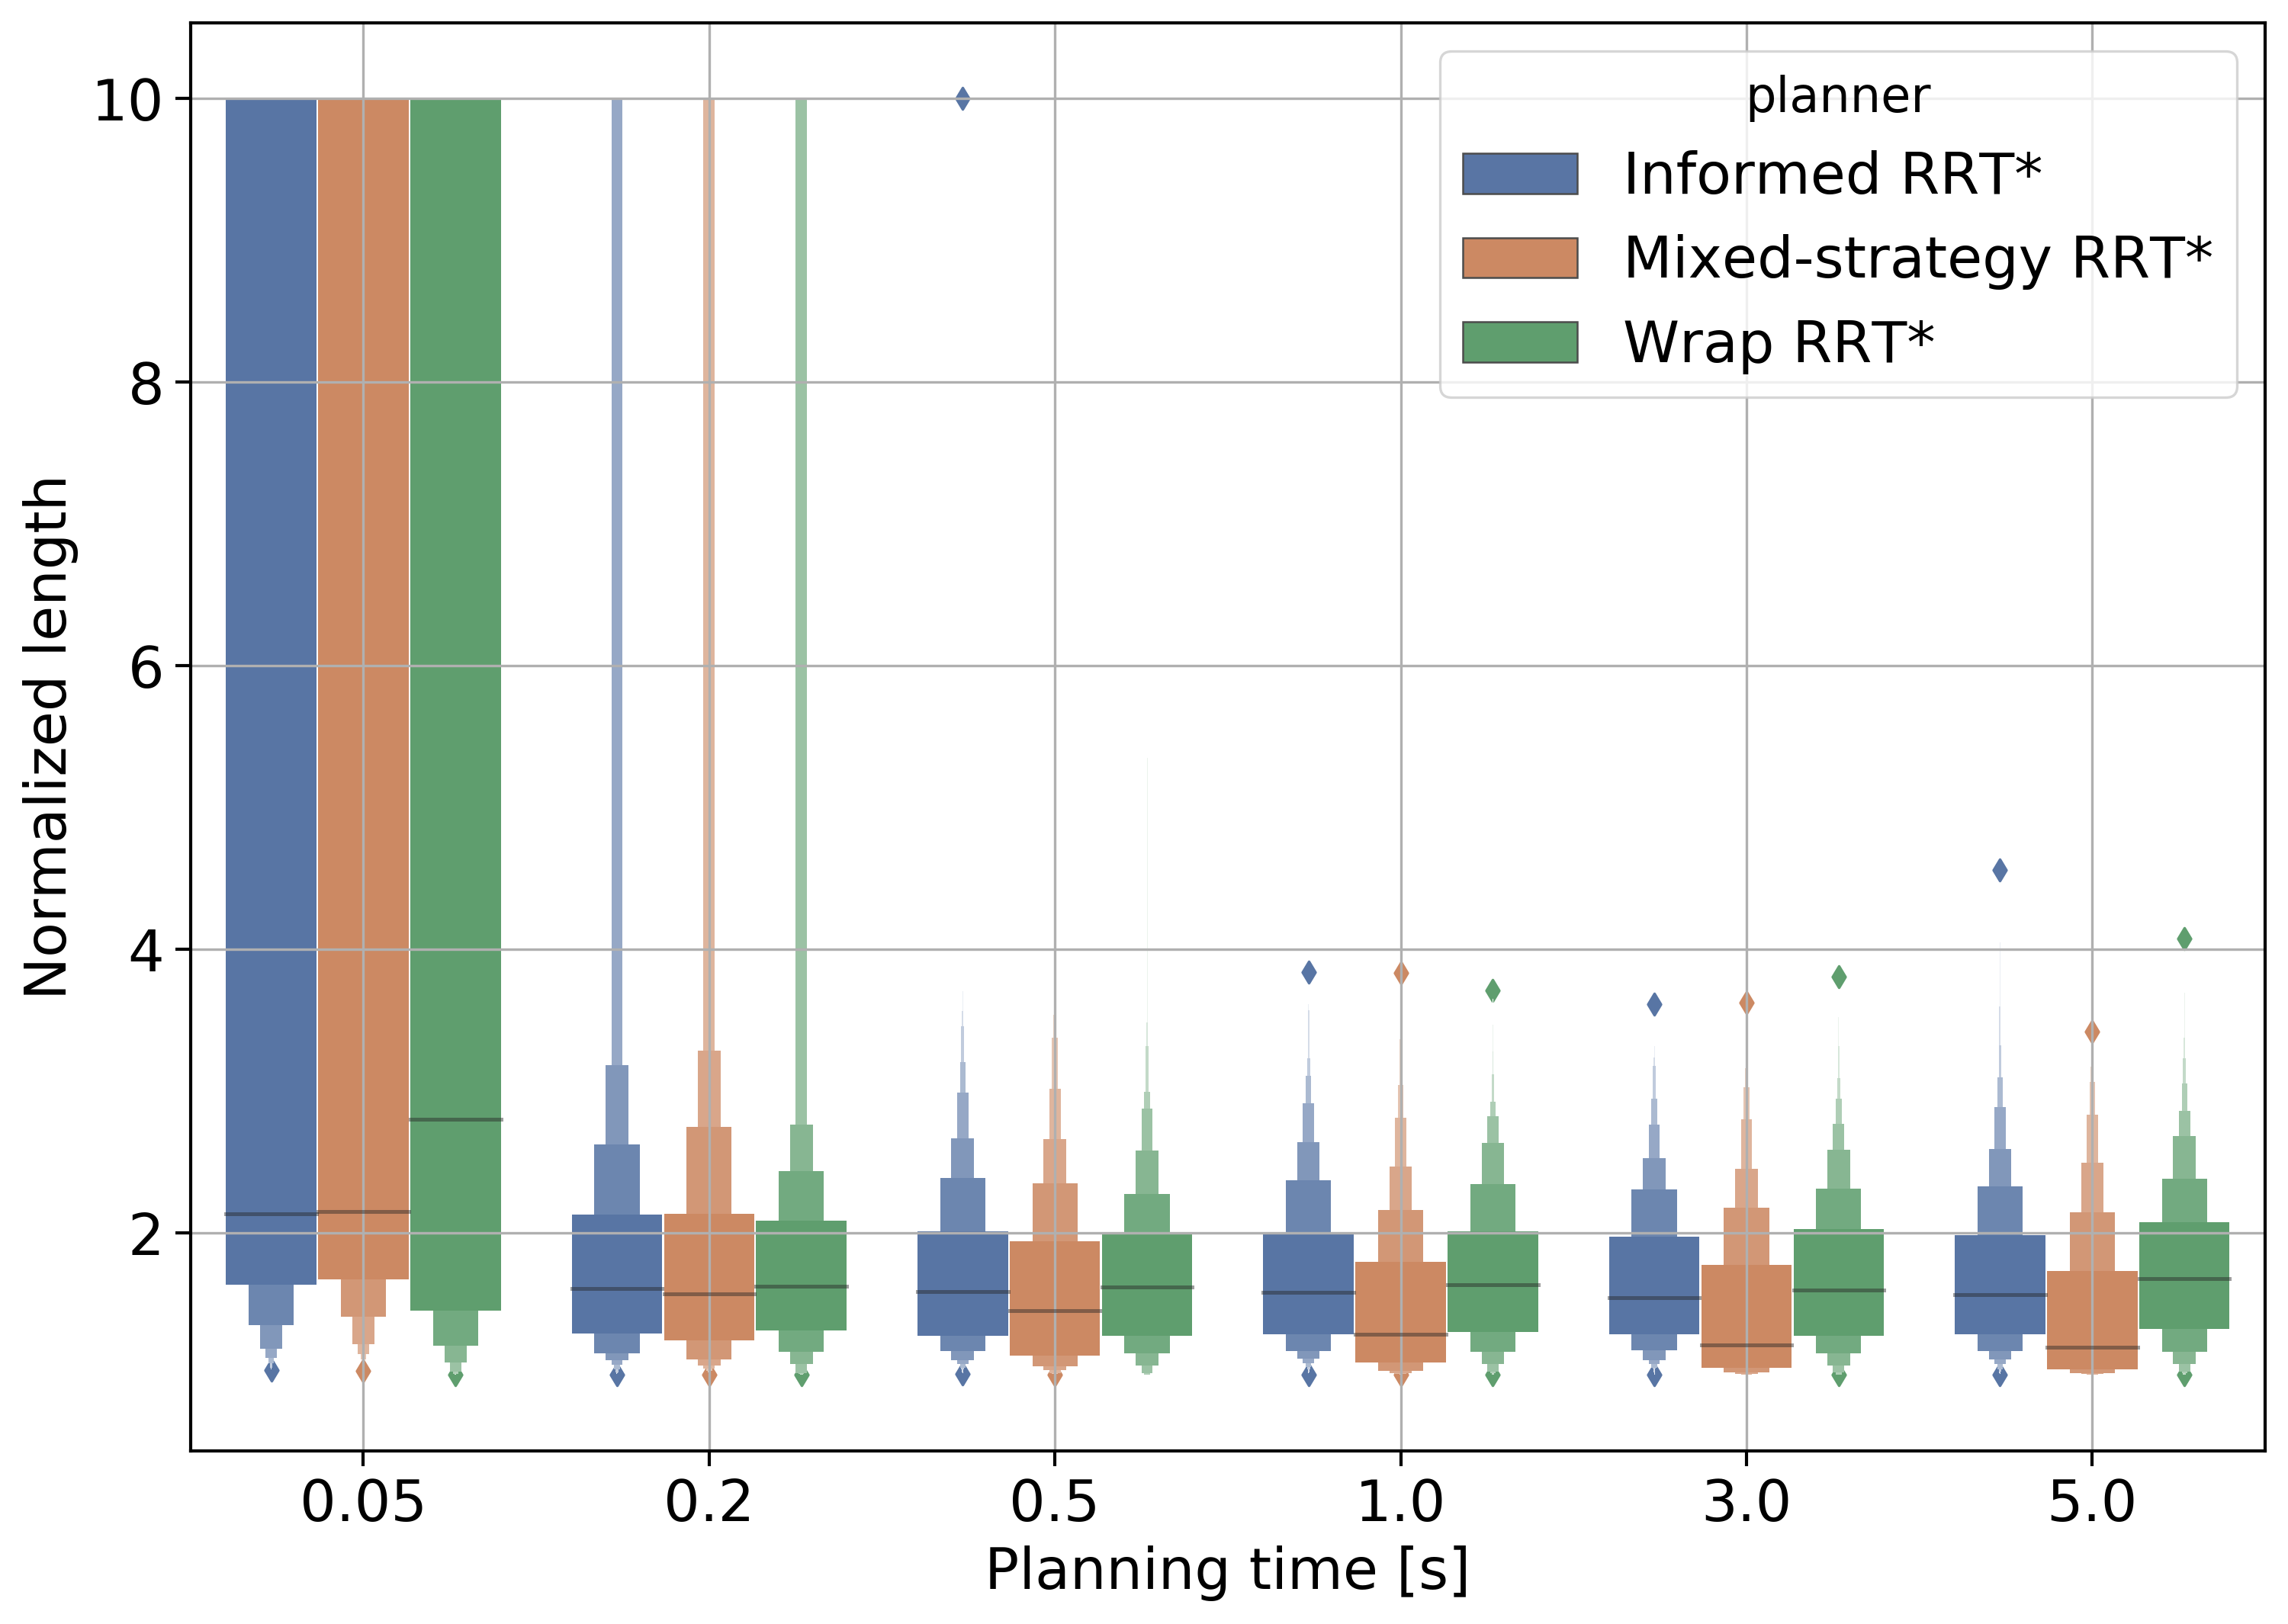 planner
Informed RRT*
Mixed-strategy RRT*
Wrap RRT*
Normalized length
10
8
6
4
2
0.05
0.2
0.5
1.0
3.0
5.0
Planning time [s]